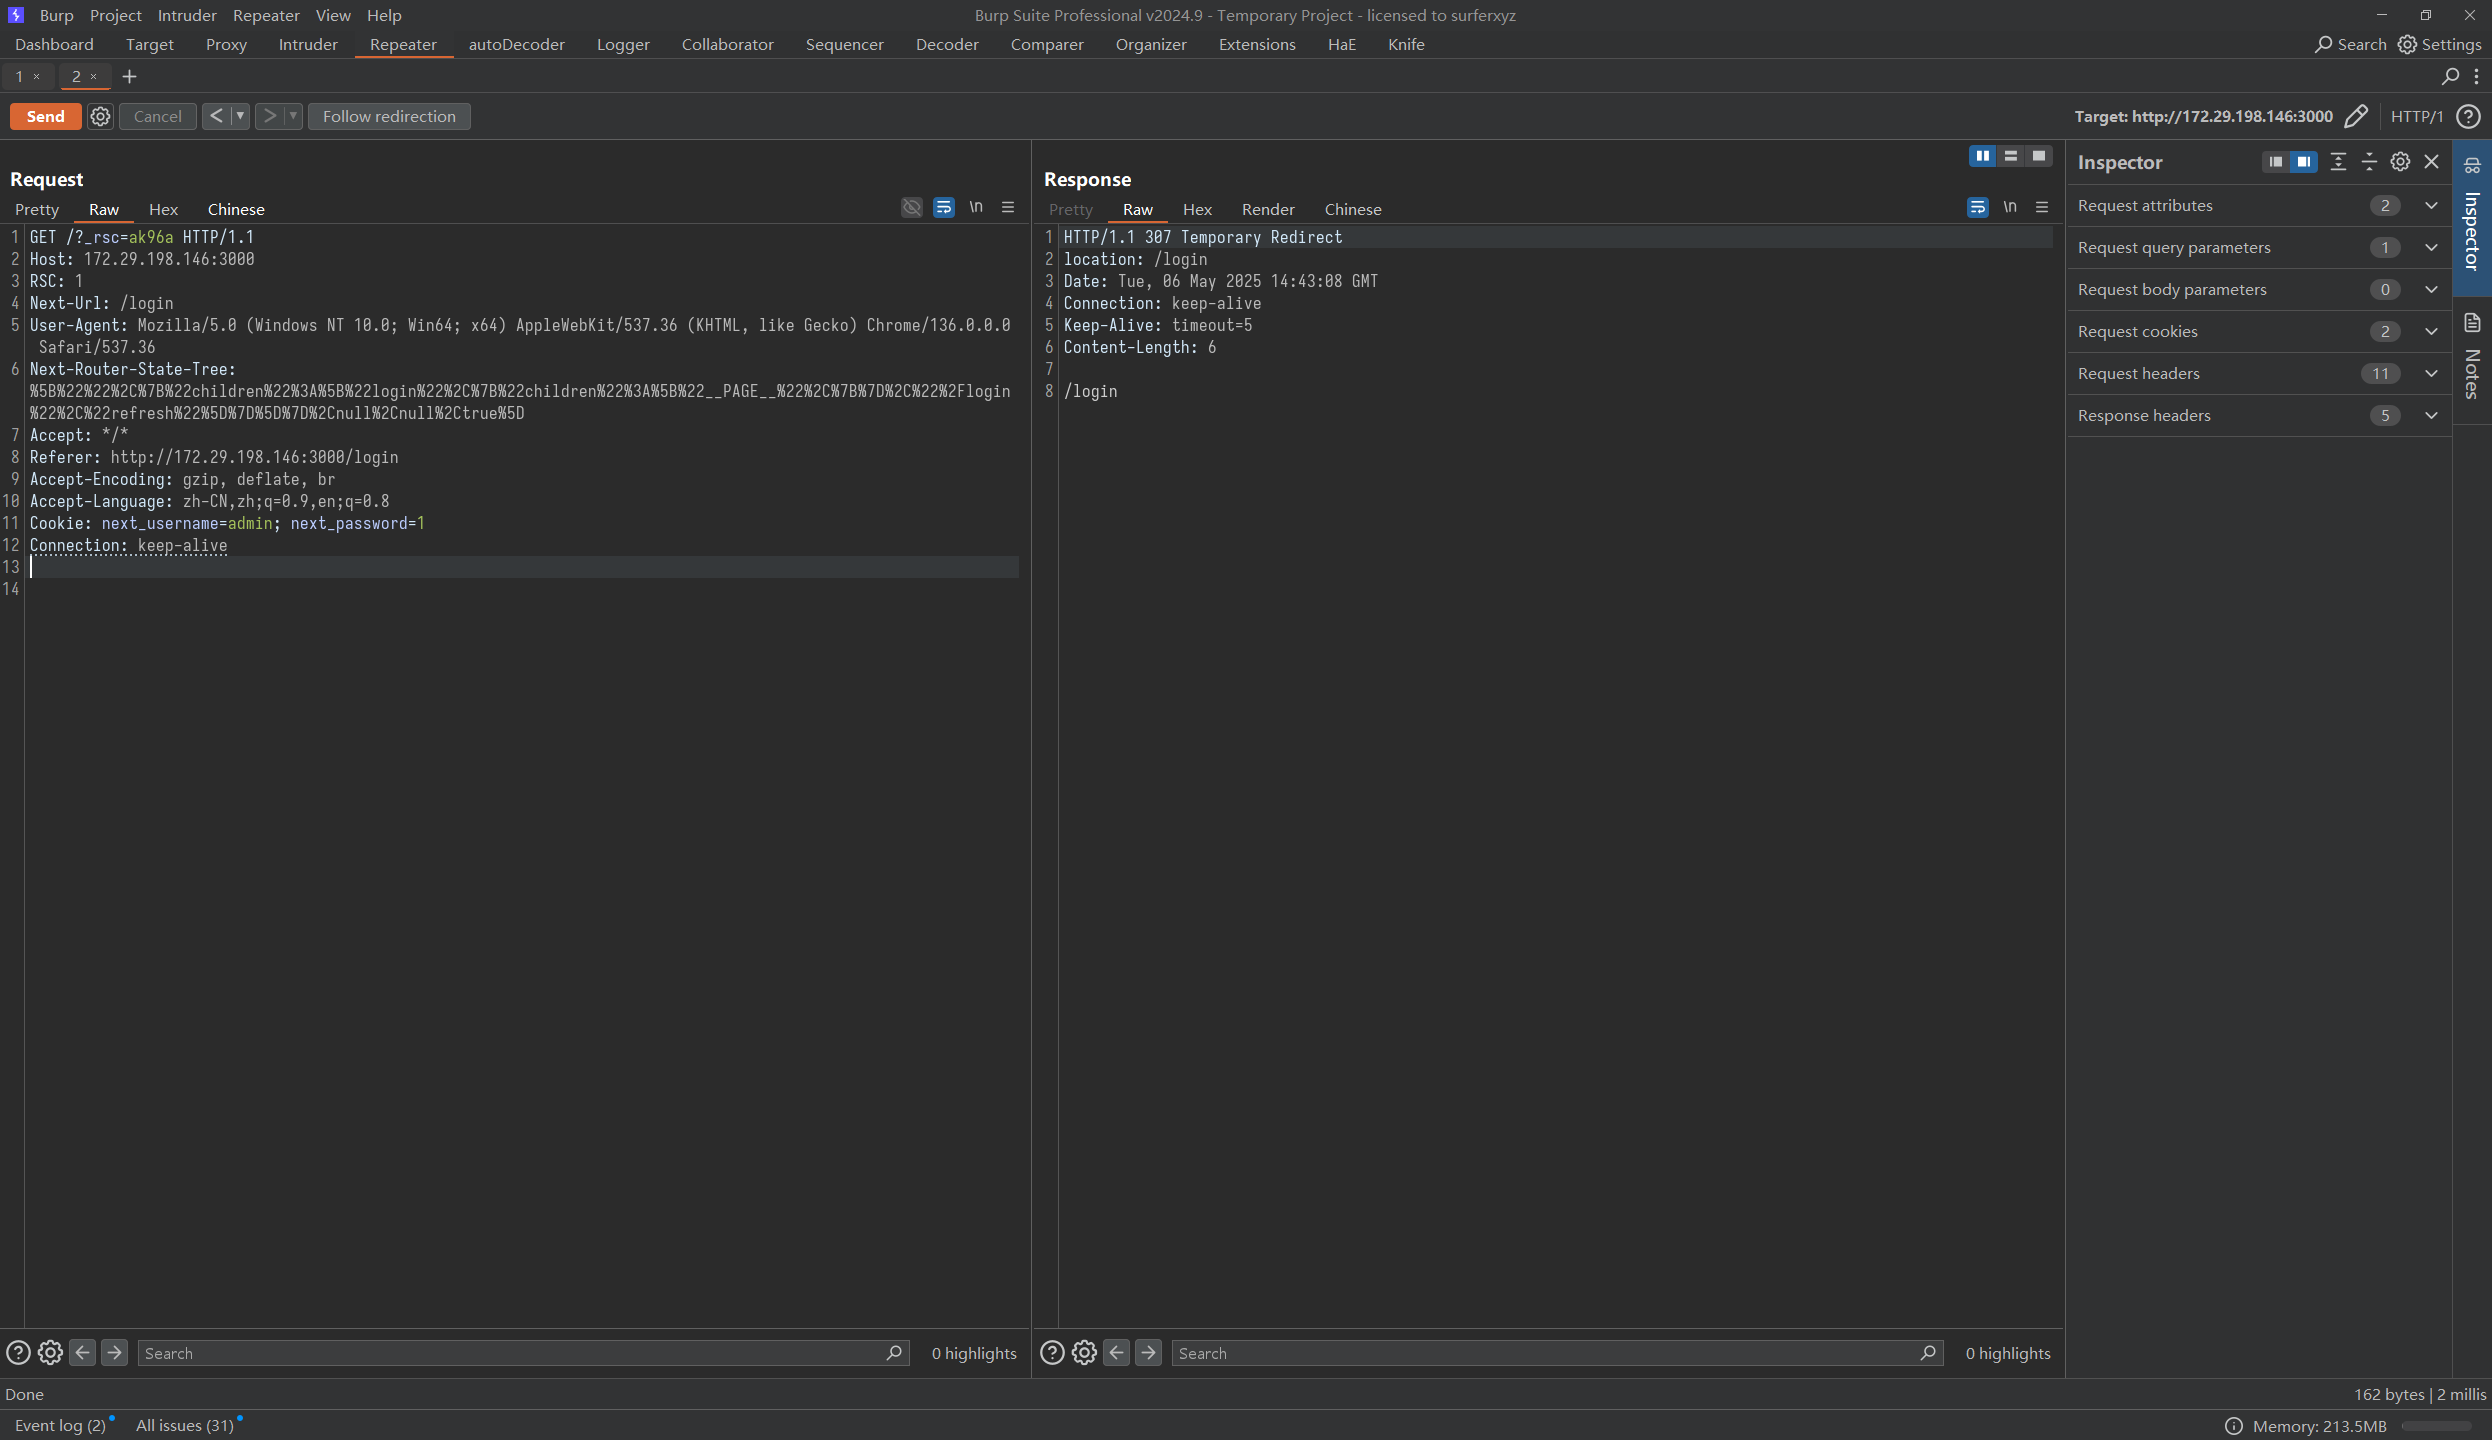 Burp Project Intruder Repeater View Help
Burp Suite Professional v2024.9 - Temporary Project - licensed to surferxyz
Dashboard Target Proxy Intruder Repeater autoDecoder Logger Collaborator Sequencer Decoder Comparer Organizer Extensions HaE Knife
Search Settings
1 × 2 × +
Send Cancel < > Follow redirection
Target: http://172.29.198.146:3000 HTTP/1
Request
Pretty Raw Hex Chinese \n
1 GET /?_rsc=ak96a HTTP/1.1
2 Host: 172.29.198.146:3000
3 RSC: 1
4 Next-Url: /login
5 User-Agent: Mozilla/5.0 (Windows NT 10.0; Win64; x64) AppleWebKit/537.36 (KHTML, like Gecko) Chrome/136.0.0.0
Safari/537.36
6 Next-Router-State-Tree:
%5B%22%22%2C%7B%22children%22%3A%5B%22login%22%2C%7B%22children%22%3A%5B%22__PAGE__%22%2C%7B%7D%2C%22%2Flogin
%22%2C%22refresh%22%5D%7D%5D%7D%2Cnull%2Cnull%2Ctrue%5D
7 Accept: */*
8 Referer: http://172.29.198.146:3000/login
9 Accept-Encoding: gzip, deflate, br
10 Accept-Language: zh-CN,zh;q=0.9,en;q=0.8
11 Cookie: next_username=admin; next_password=1
12 Connection: keep-alive
13
14
Response
Pretty Raw Hex Render Chinese \n
1 HTTP/1.1 307 Temporary Redirect
2 location: /login
3 Date: Tue, 06 May 2025 14:43:08 GMT
4 Connection: keep-alive
5 Keep-Alive: timeout=5
6 Content-Length: 6
7
8 /login
Inspector
Request attributes 2
Request query parameters 1
Request body parameters 0
Request cookies 2
Request headers 11
Response headers 5
Inspector
Notes
Search 0 highlights
Search 0 highlights
Done
162 bytes | 2 millis
Event log (2) All issues (31)
Memory: 213.5MB